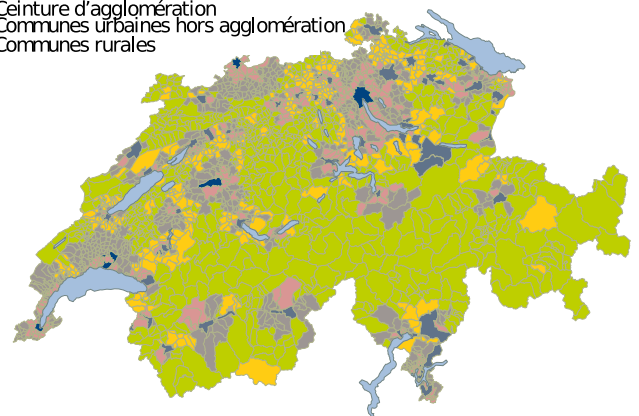 Ceinture d’agglomération
Communes urbaines hors agglomération
Communes rurales